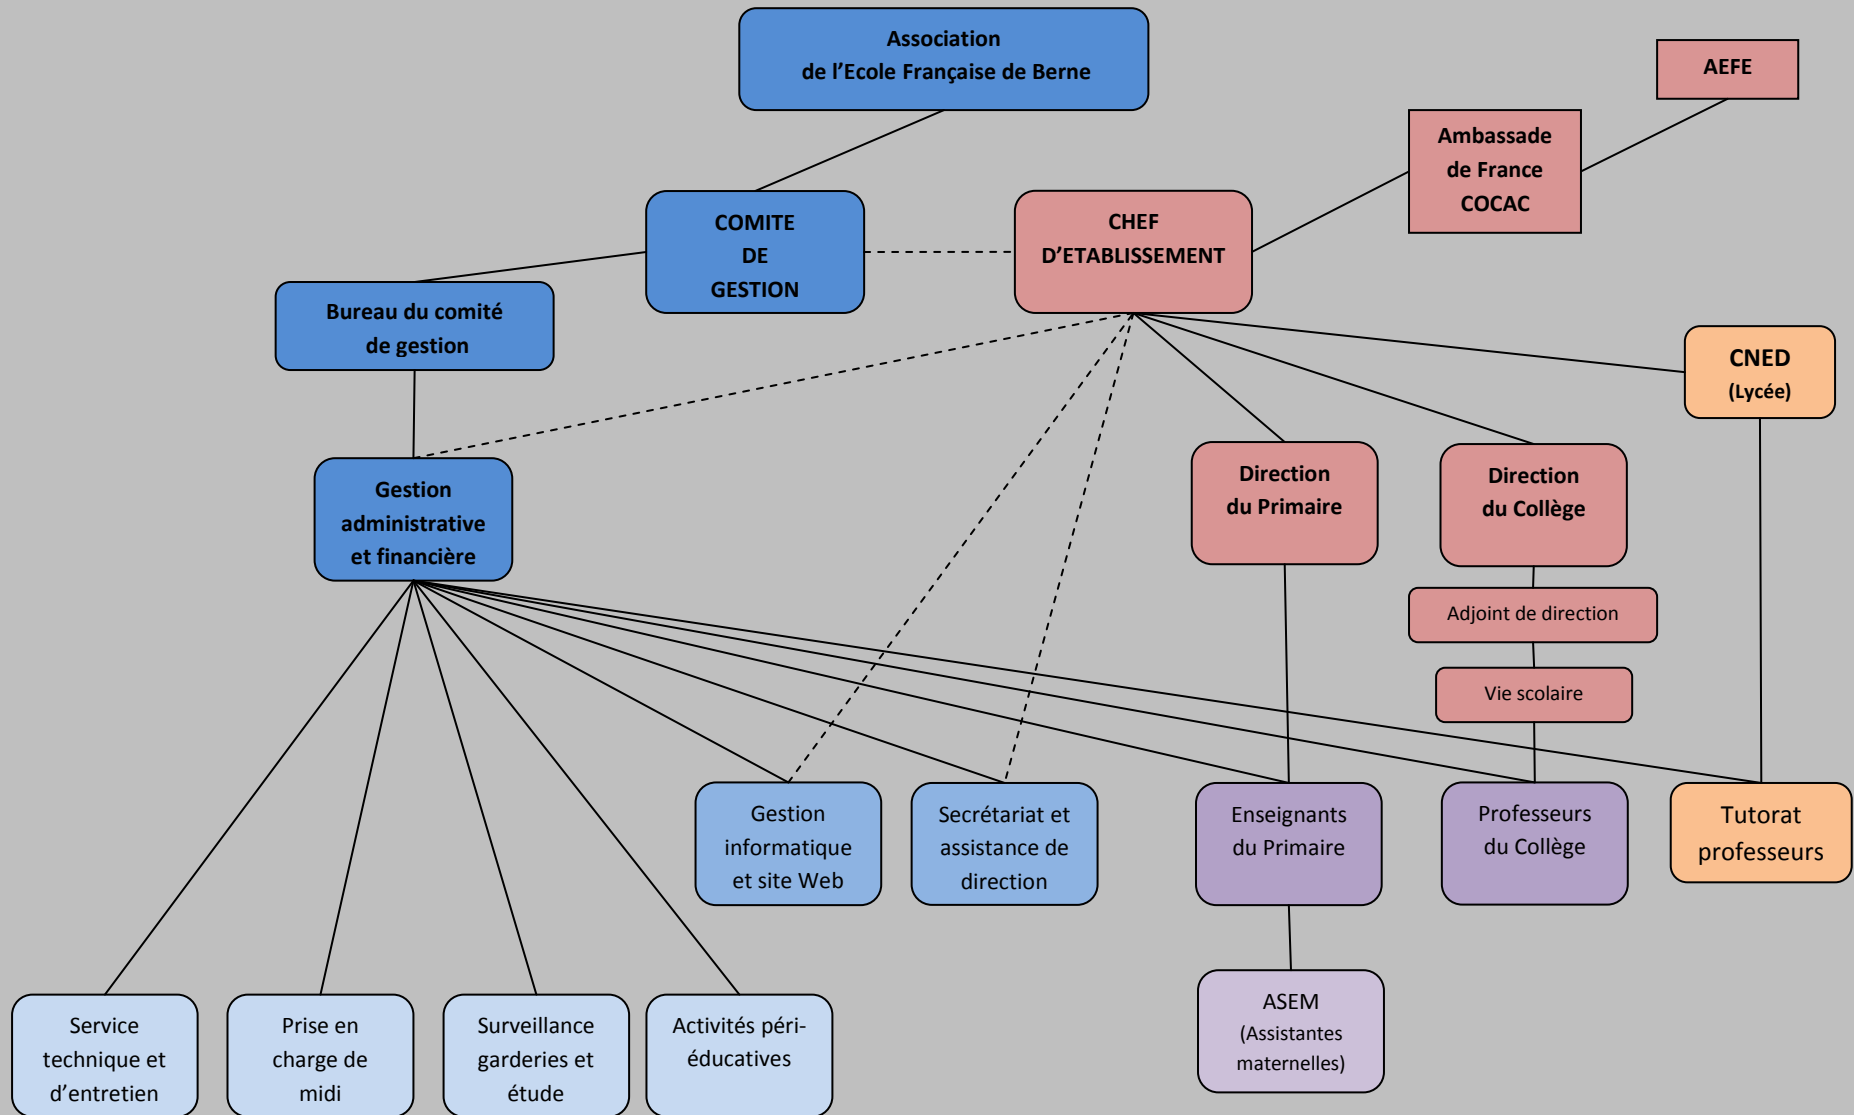 Association
de l’Ecole Française de Berne
AEFE
Ambassade
de France
COCAC
COMITE
DE
GESTION
CHEF
D’ETABLISSEMENT
Bureau du comité
de gestion
CNED
(Lycée)
Gestion
administrative
et financière
Direction
du Primaire
Direction
du Collège
Adjoint de direction
Vie scolaire
Gestion
informatique
et site Web
Secrétariat et
assistance de
direction
Enseignants
du Primaire
Professeurs
du Collège
Tutorat
professeurs
Service
technique et
d’entretien
Prise en
charge de
midi
Surveillance
garderies et
étude
Activités péri-
éducatives
ASEM
(Assistantes
maternelles)